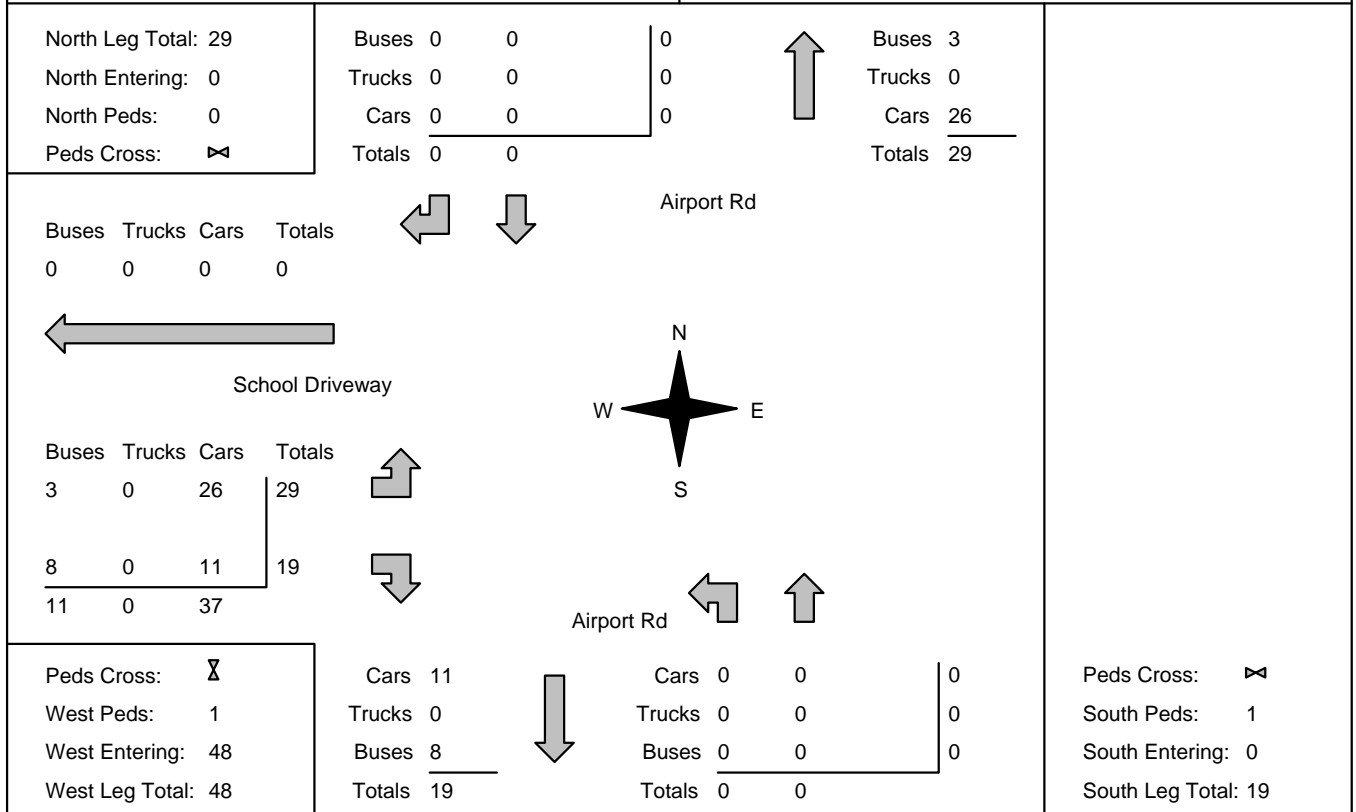 North Leg Total: 29
North Entering: 0
North Peds: 0
Peds Cross:
Buses 0 0 0
Trucks 0 0 0
Cars 0 0 0
Totals 0 0
Buses 3
Trucks 0
Cars 26
Totals 29
Airport Rd
Buses Trucks Cars Totals
0 0 0 0
School Driveway
N
W E
S
Buses Trucks Cars Totals
3 0 26 29
8 0 11 19
11 0 37
Airport Rd
Peds Cross:
West Peds: 1
West Entering: 48
West Leg Total: 48
Cars 11
Trucks 0
Buses 8
Totals 19
Cars 0 0 0
Trucks 0 0 0
Buses 0 0 0
Totals 0 0
Peds Cross:
South Peds: 1
South Entering: 0
South Leg Total: 19